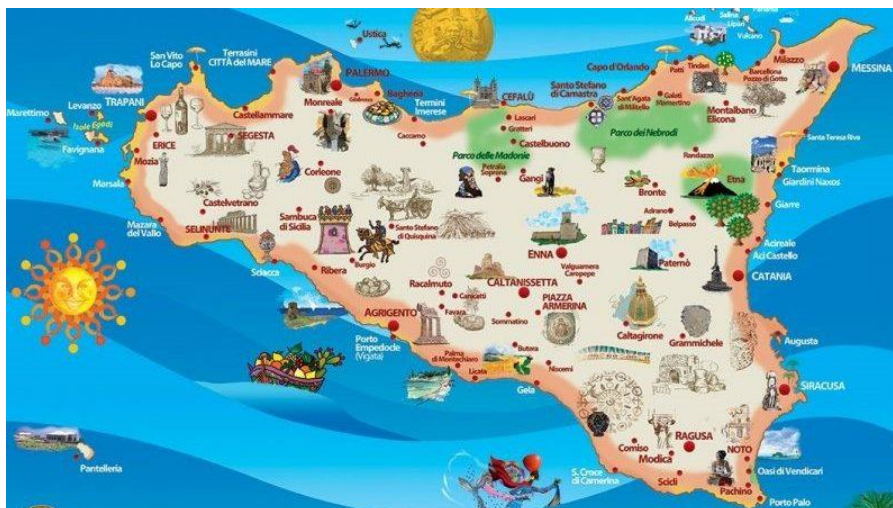 Ustica
Alicudi
Salina
Lipari
Panarea
Vulcano
San Vito
Lo Capo
Terrasini
CITTÀ del MARE
PALERMO
Bagheria
Monreale
Termini
Imerese
Caccamo
CEFALÙ
Lascari
Gratteri
Castelbuono
Santo Stefano
di Camastra
Capo d'Orlando
Sant'Agata
di Militello
Patti
Tindari
Galati
Mamertino
Barcellona
Pozzo di Gotto
Milazzo
MESSINA
Montalbano
Elicona
Parco dei Nebrodi
Parco delle Madonie
Petralia
Soprana
Gangi
Randazzo
Bronte
Etna
Santa Teresa Riva
Taormina
Giardini Naxos
Giarre
Adrano
Belpasso
Acireale
Aci Castello
Paternò
CATANIA
Marettimo
Levanzo
Isole Egadi
Favignana
TRAPANI
ERICE
Castellammare
SEGESTA
Mozia
Marsala
Corleone
Castelvetrano
Mazara
del Vallo
SELINUNTE
Sambuca
di Sicilia
Santo Stefano
di Quisquina
Sciacca
Ribera
Burgio
ENNA
Valguarnera
Caropepe
Racalmuto
Canicattì
Favara
CALTANISSETTA
PIAZZA
ARMERINA
Sommatino
AGRIGENTO
Porto
Empedocle
(Vigata)
Palma
di Montechiaro
Licata
Butera
Niscemi
Gela
Caltagirone
Grammichele
Augusta
SIRACUSA
Comiso
RAGUSA
Modica
NOTO
S. Croce
di Camerina
Scicli
Oasi di Vendicari
Pachino
Porto Palo
Pantelleria